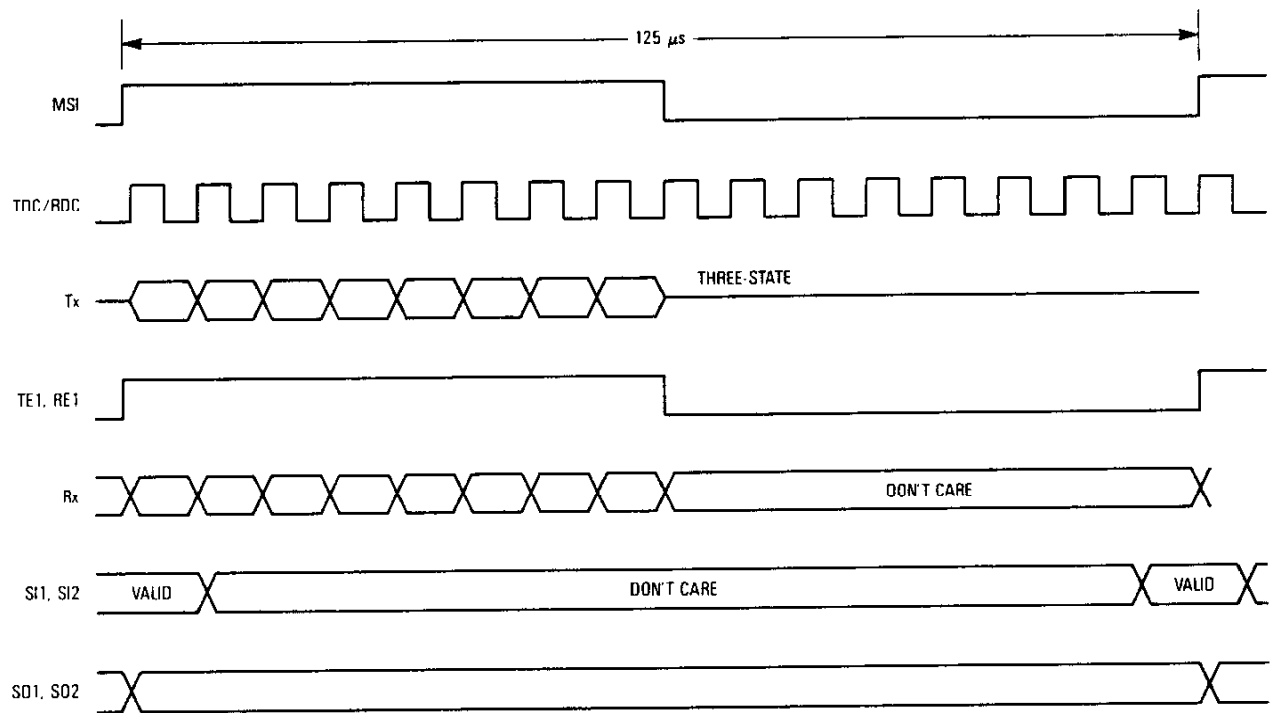 125 μs
MSI
TDC/RDC
Tx
THREE-STATE
TE1, RE1
Rx
DON'T CARE
SI1, SI2
VALID
DON'T CARE
VALID
SO1, SO2